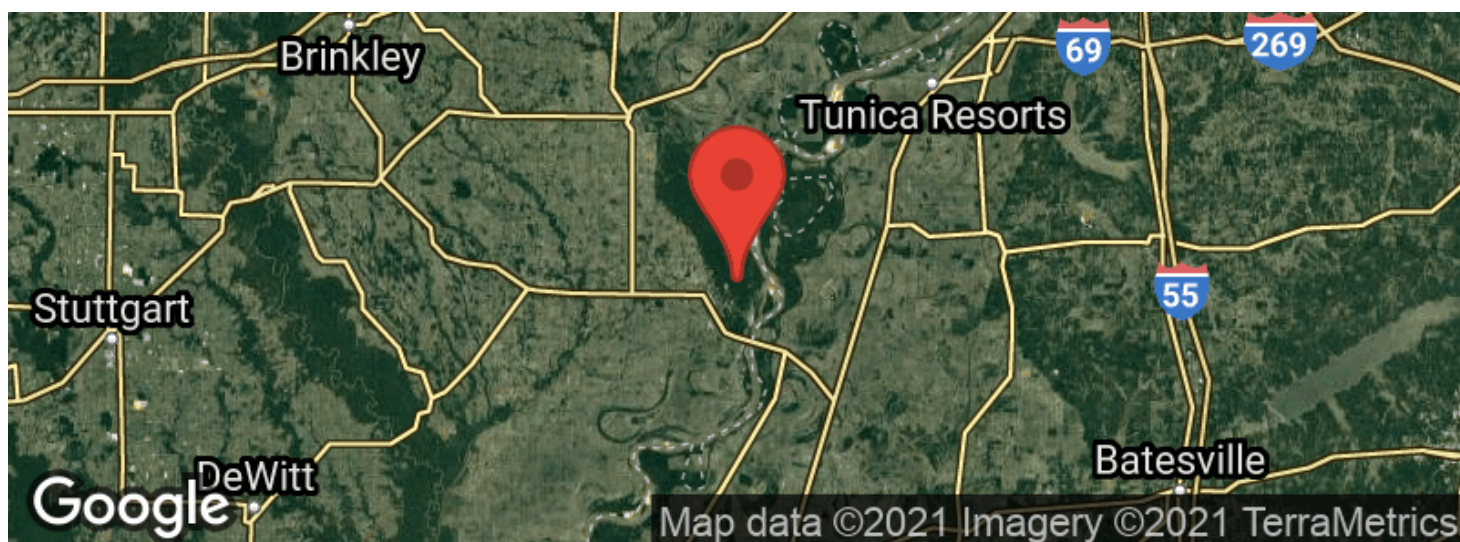 Brinkley
69
269
Tunica Resorts
Stuttgart
55
Batesville
DeWitt
Google
Map data ©2021 Imagery ©2021 TerraMetrics